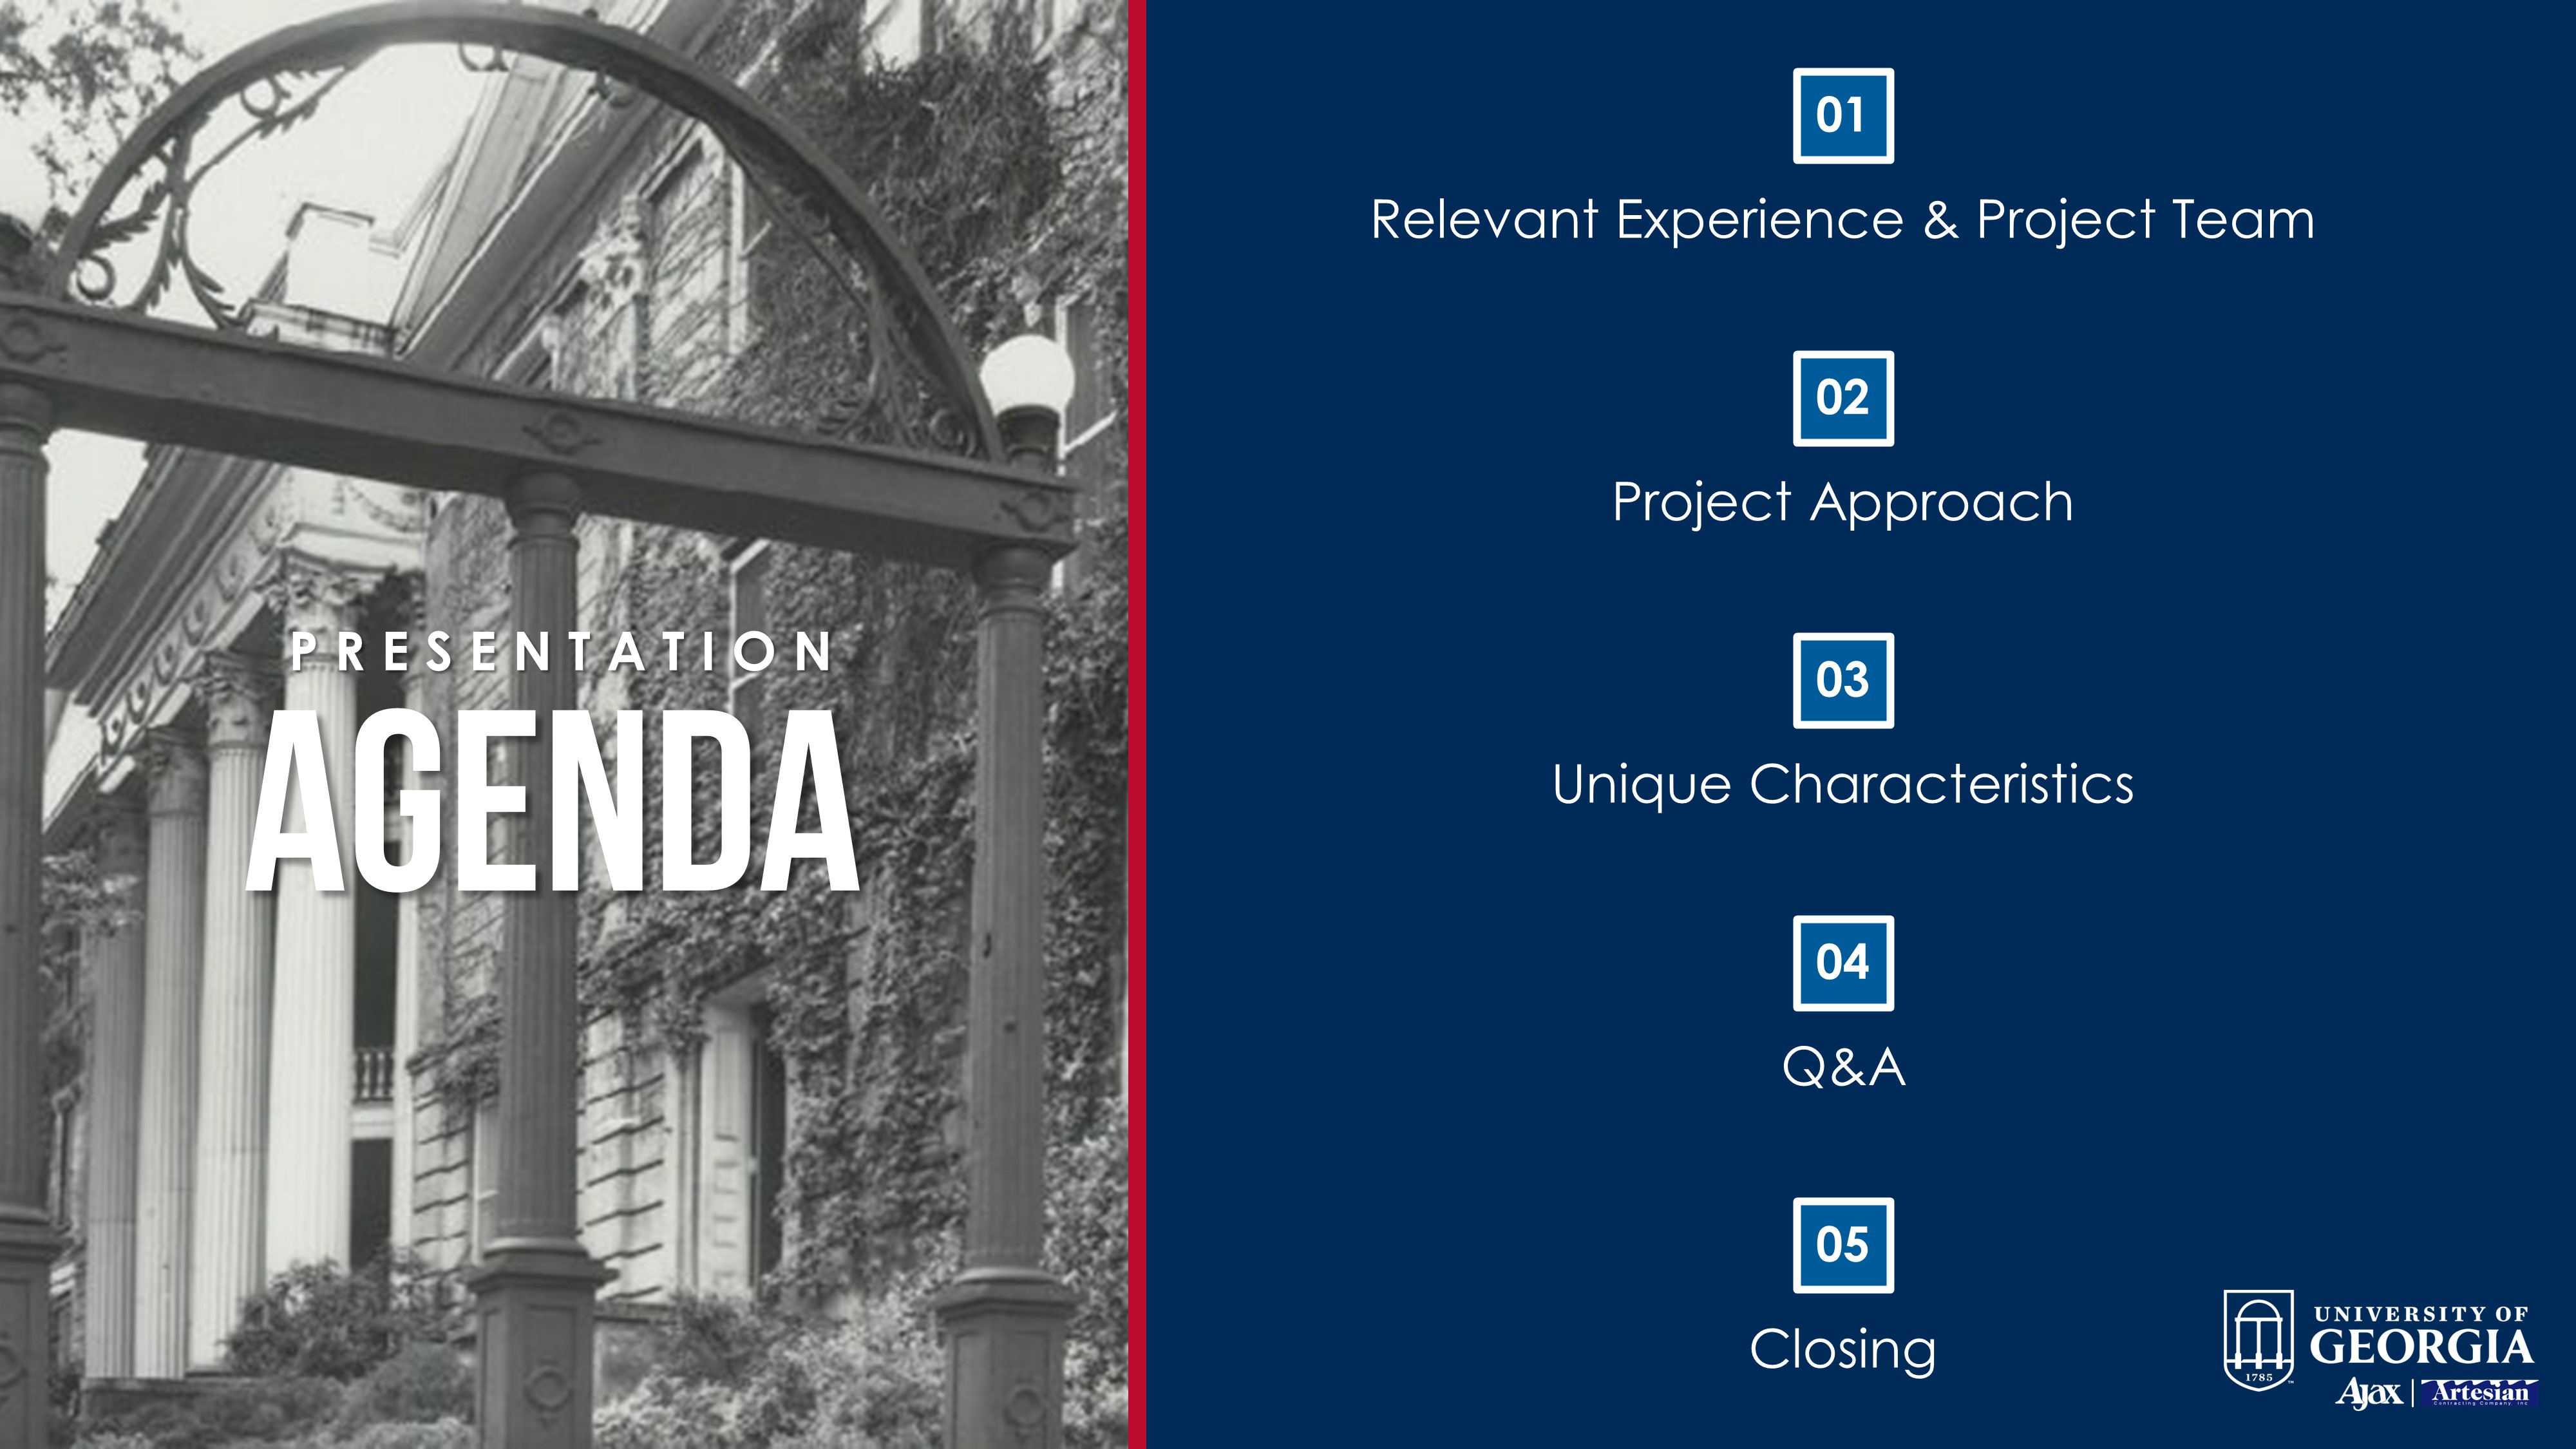 PRESENTATION
AGENDA
01
Relevant Experience & Project Team
02
Project Approach
03
Unique Characteristics
04
Q&A
05
Closing
UNIVERSITY OF
GEORGIA
1785
Ajax | Artesian
Contracting Company, Inc.